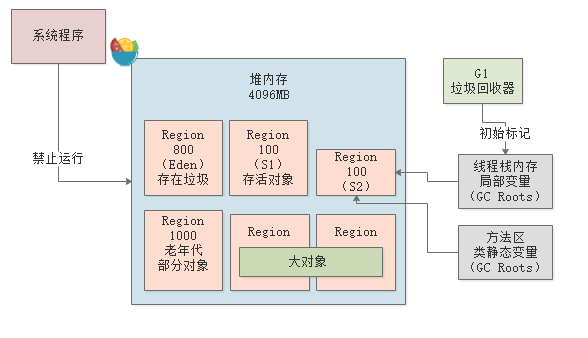 系统程序
禁止运行
堆内存
4096MB
Region
800
(Eden)
存在垃圾
Region
100
(S1)
存活对象
Region
100
(S2)
Region
1000
老年代
部分对象
Region
Region
大对象
G1
垃圾回收器
初始标记
线程栈内存
局部变量
(GC Roots)
方法区
类静态变量
(GC Roots)